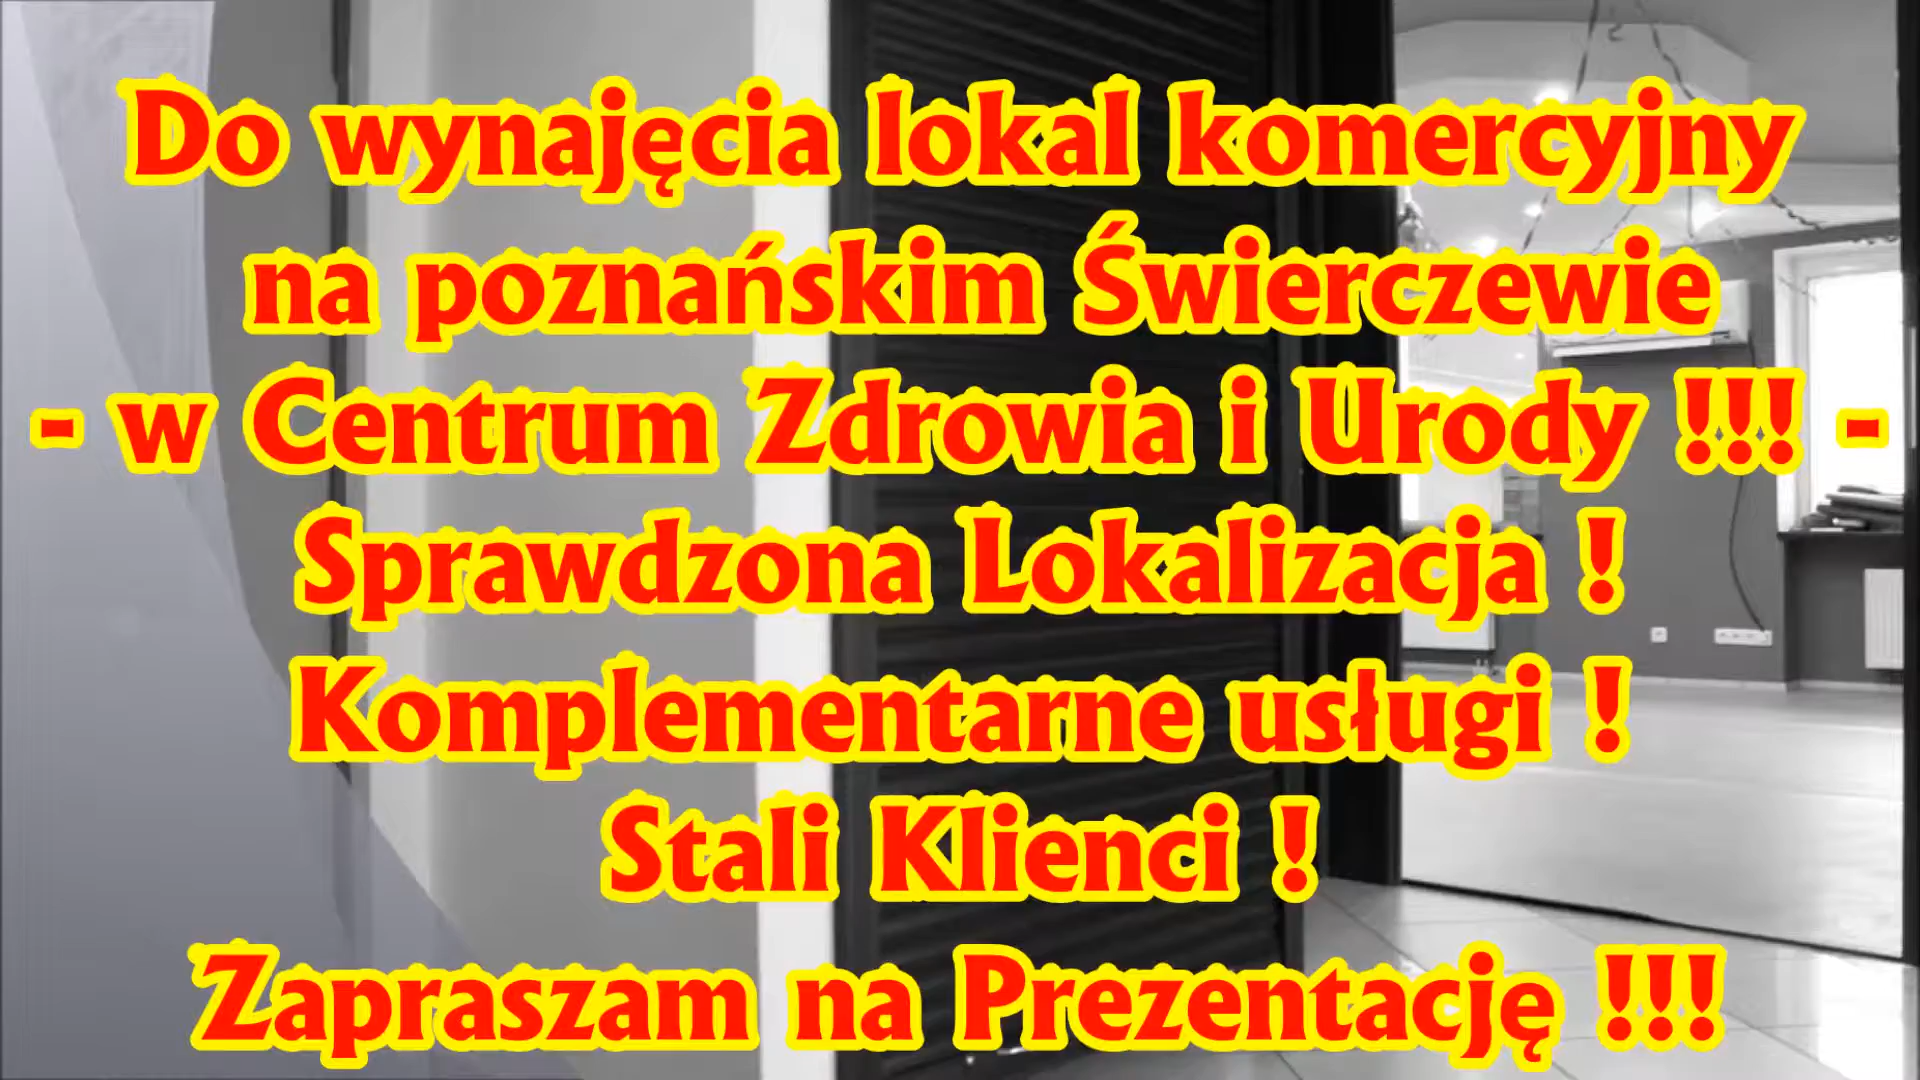 Do wynajęcia lokal komercyjny
na poznańskim Świerczewie
- w Centrum Zdrowia i Urody !!! -
Sprawdzona Lokalizacja !
Komplementarne usługi !
Stali Klienci !
Zapraszam na Prezentację !!!